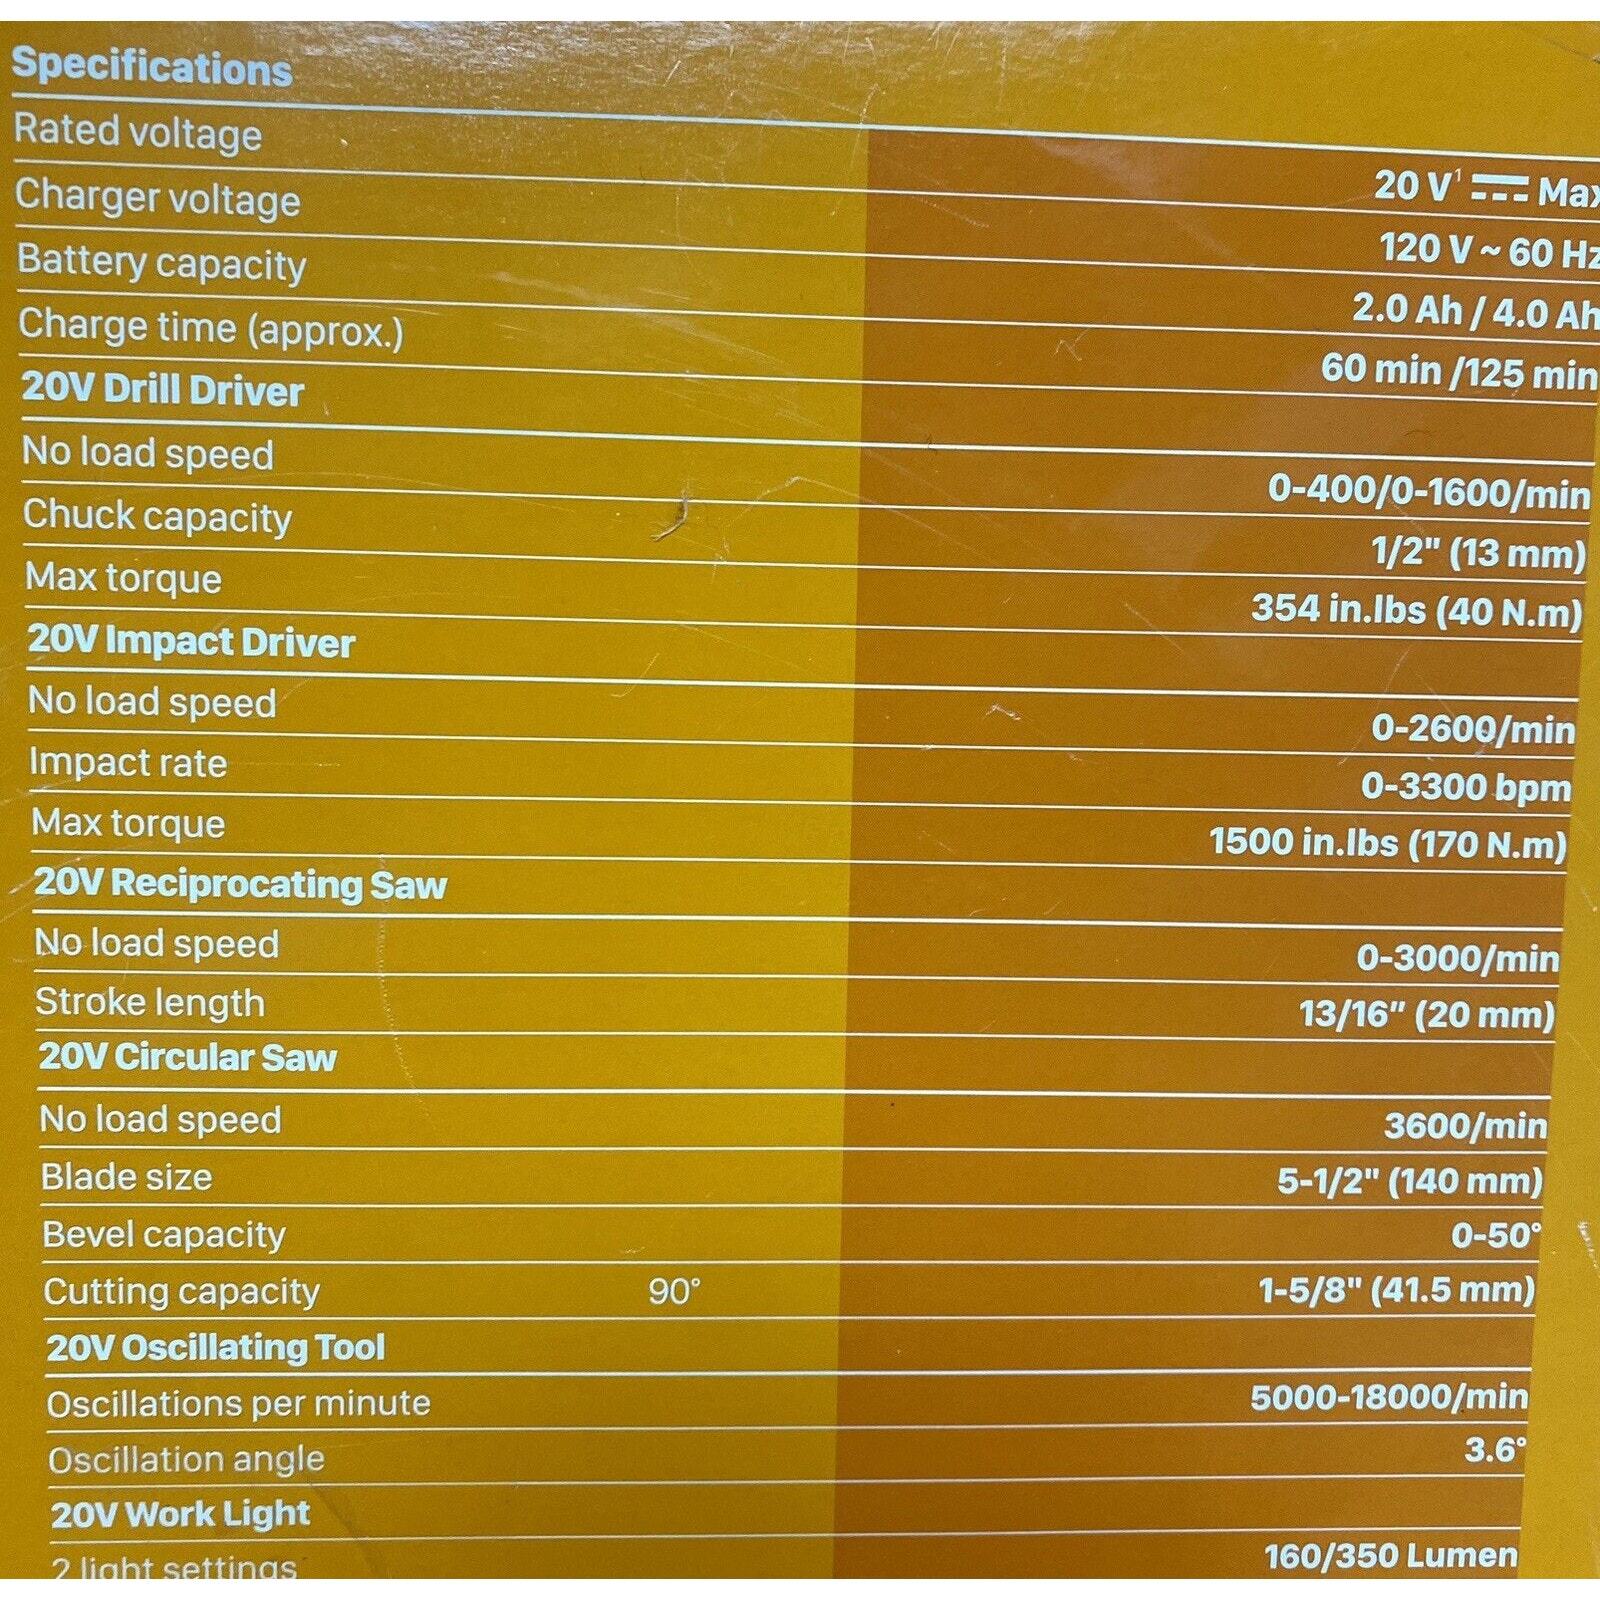 Specifications
Rated voltage 20 V¹ ⎓ Max
Charger voltage 120 V ~ 60 Hz
Battery capacity 2.0 Ah / 4.0 Ah
Charge time (approx.) 60 min /125 min
20V Drill Driver
No load speed 0-400/0-1600/min
Chuck capacity 1/2" (13 mm)
Max torque 354 in.lbs (40 N.m)
20V Impact Driver
No load speed 0-2600/min
Impact rate 0-3300 bpm
Max torque 1500 in.lbs (170 N.m)
20V Reciprocating Saw
No load speed 0-3000/min
Stroke length 13/16" (20 mm)
20V Circular Saw
No load speed 3600/min
Blade size 5-1/2" (140 mm)
Bevel capacity 0-50°
Cutting capacity 90° 1-5/8" (41.5 mm)
20V Oscillating Tool
Oscillations per minute 5000-18000/min
Oscillation angle 3.6°
20V Work Light
2 light settings 160/350 Lumen